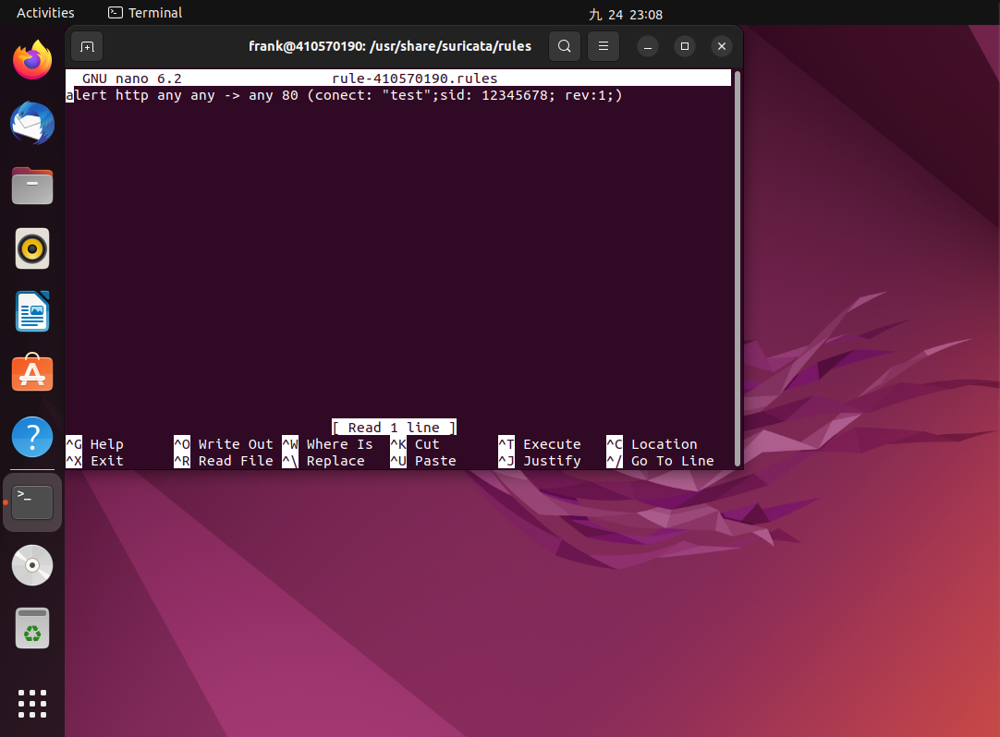 Activities Terminal 九 24 23:08
frank@410570190: /usr/share/suricata/rules
GNU nano 6.2 rule-410570190.rules
alert http any any -> any 80 (conect: "test";sid: 12345678; rev:1;)
[ Read 1 line ]
^G Help ^O Write Out ^W Where Is ^K Cut ^T Execute ^C Location
^X Exit ^R Read File ^\ Replace ^U Paste ^J Justify ^/ Go To Line
?
>_